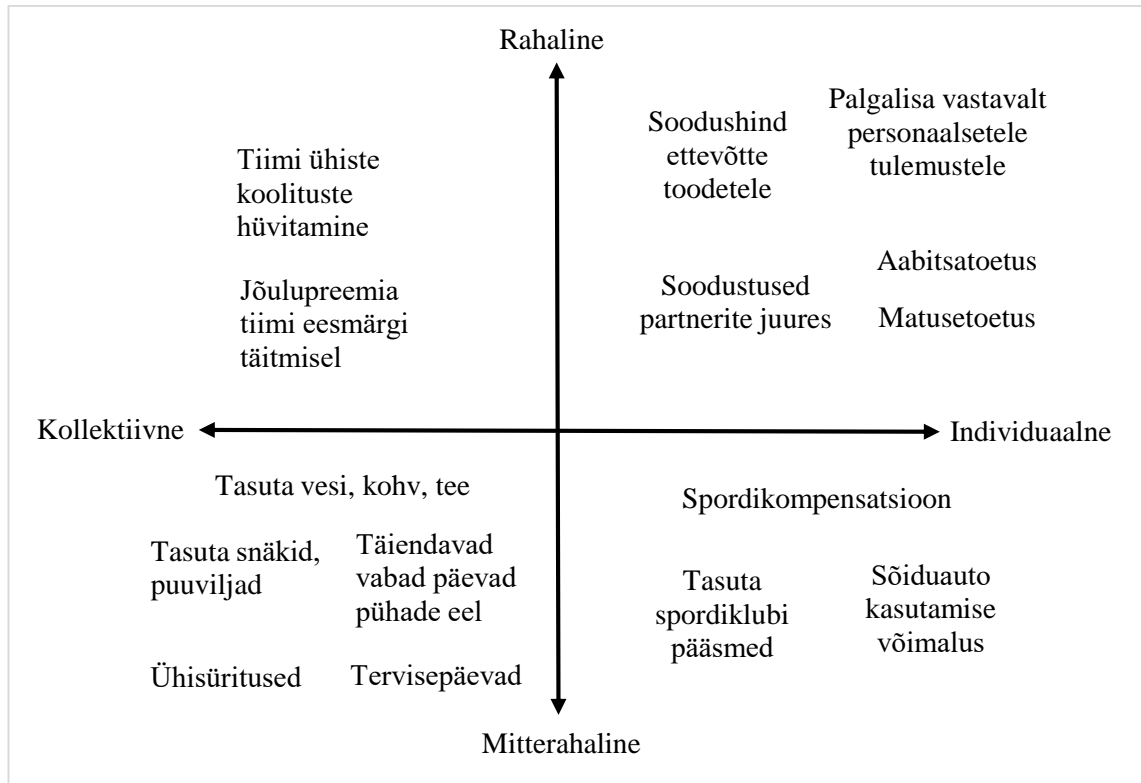 Rahaline
Tiimi ühiste
koolituste
hüvitamine
Jõulupreemia
tiimi eesmärgi
täitmisel
Soodushind
ettevõtte
toodetele
Palgalisa vastavalt
personaalsetele
tulemustele
Soodustused
partnerite juures
Aabitsatoetus
Matusetoetus
Kollektiivne
Individuaalne
Tasuta vesi, kohv, tee
Tasuta snäkid,
puuviljad
Täiendavad
vabad päevad
pühade eel
Ühisüritused
Tervisepäevad
Spordikompensatsioon
Tasuta
spordiklubi
pääsmed
Sõiduauto
kasutamise
võimalus
Mitterahaline